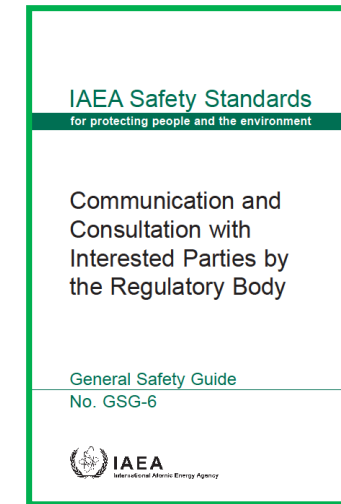 IAEA Safety Standards
for protecting people and the environment
Communication and
Consultation with
Interested Parties by
the Regulatory Body
General Safety Guide
No. GSG-6
IAEA
International Atomic Energy Agency